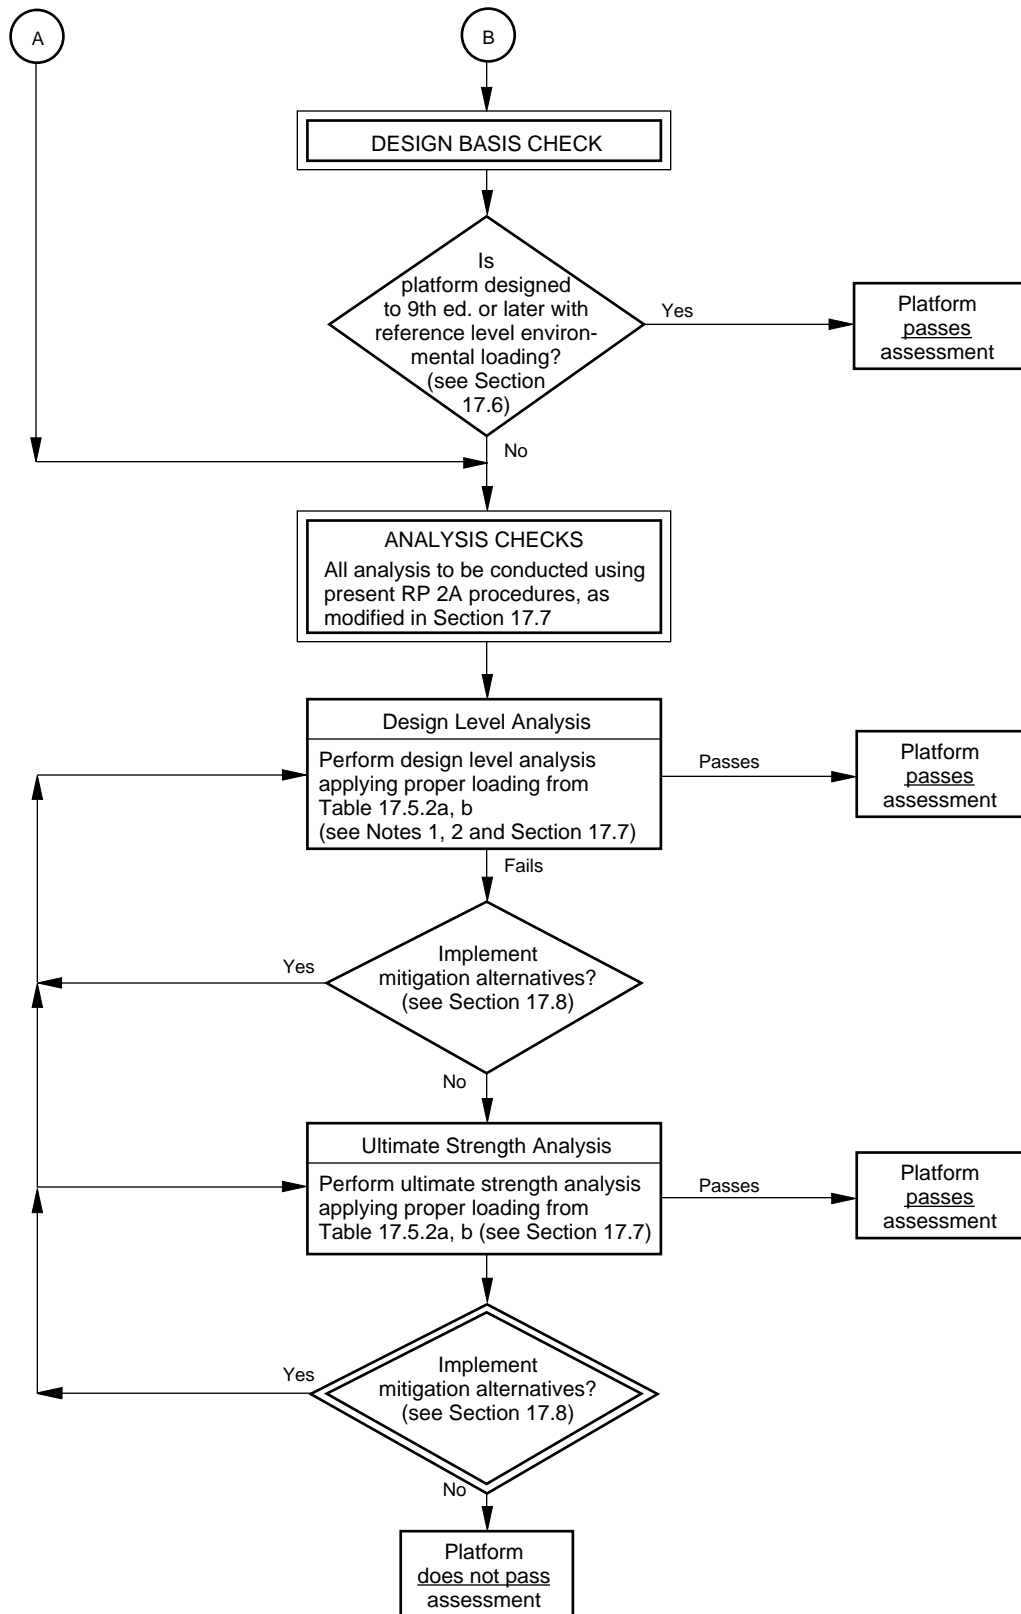 A
B
DESIGN BASIS CHECK
Is
platform designed
to 9th ed. or later with
reference level environ-
mental loading?
(see Section
17.6)
Yes
Platform
passes
assessment
No
ANALYSIS CHECKS
All analysis to be conducted using
present RP 2A procedures, as
modified in Section 17.7
Design Level Analysis
Perform design level analysis
applying proper loading from
Table 17.5.2a, b
(see Notes 1, 2 and Section 17.7)
Passes
Platform
passes
assessment
Fails
Implement
mitigation alternatives?
(see Section 17.8)
Yes
No
Ultimate Strength Analysis
Perform ultimate strength analysis
applying proper loading from
Table 17.5.2a, b (see Section 17.7)
Passes
Platform
passes
assessment
Implement
mitigation alternatives?
(see Section 17.8)
Yes
No
Platform
does not pass
assessment